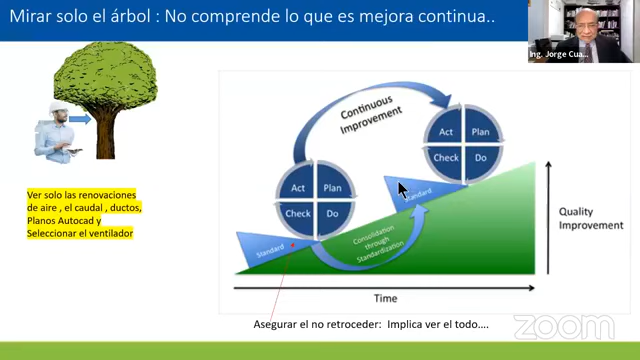 Mirar solo el árbol : No comprende lo que es mejora continua..
Ing. Jorge Cua...
Continuous
Improvement
Act
Plan
Check
Do
Act
Plan
Check
Do
Ver solo las renovaciones
de aire , el caudal , ductos,
Planos Autocad y
Seleccionar el ventilador
Standard
Standard
Consolidation
through
Standardization
Quality
Improvement
Time
Asegurar el no retroceder: Implica ver el todo....
zoom